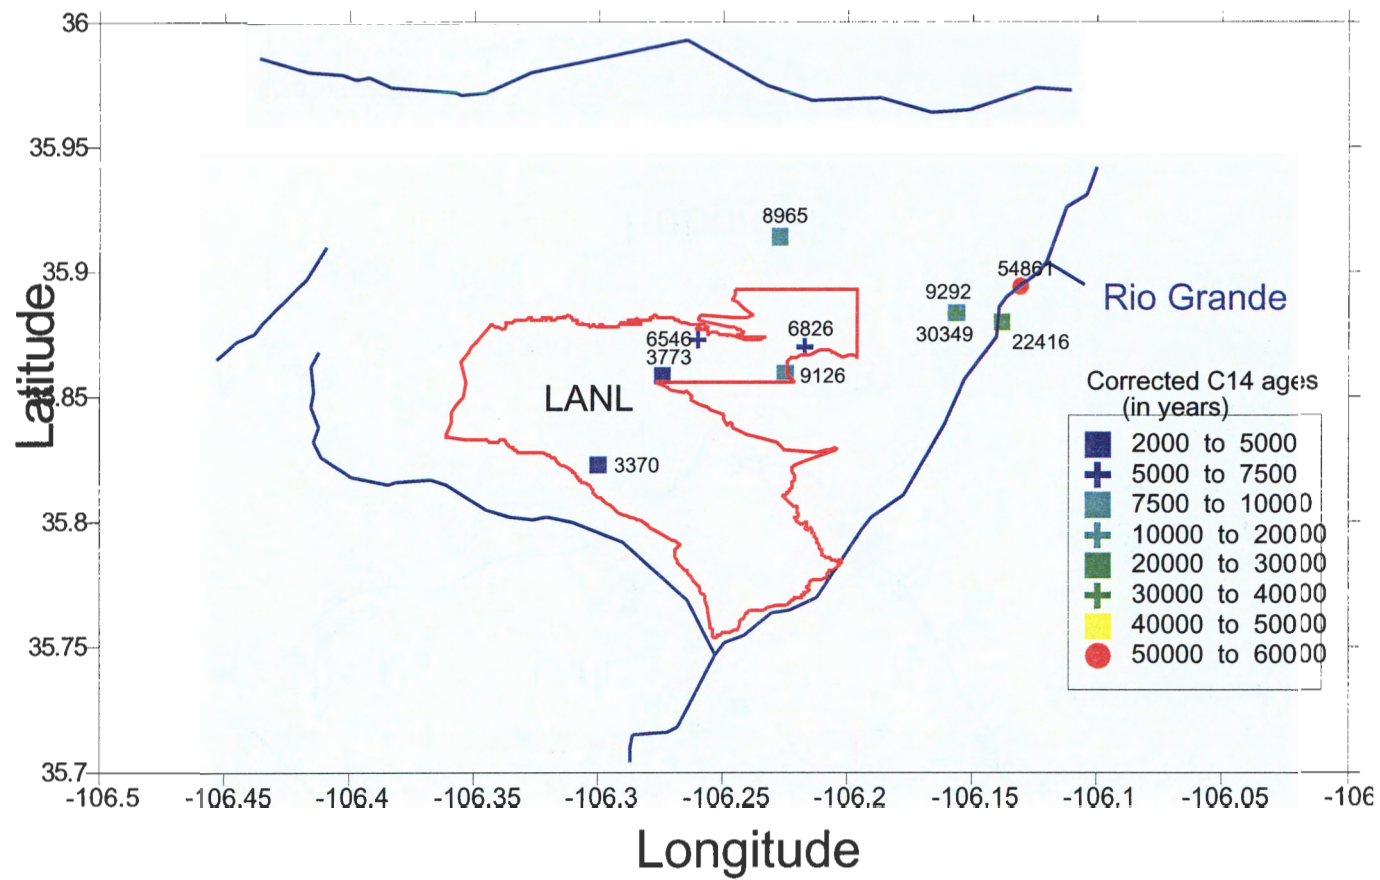 36
35.95
35.9
35.85
35.8
35.75
35.7
Latitude
8965
54861
9292
30349
22416
Rio Grande
6546
3773
6826
9126
LANL
3370
Corrected C14 ages
(in years)
2000 to 5000
5000 to 7500
7500 to 10000
10000 to 20000
20000 to 30000
30000 to 40000
40000 to 50000
50000 to 60000
-106.5 -106.45 -106.4 -106.35 -106.3 -106.25 -106.2 -106.15 -106.1 -106.05 -106
Longitude